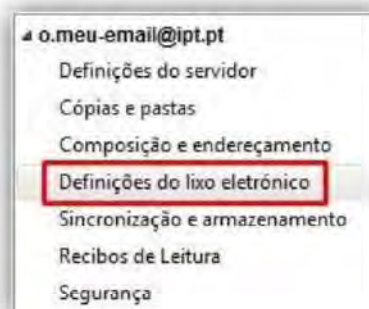 o.meu-email@ipt.pt
Definições do servidor
Cópias e pastas
Composição e endereçamento
Definições do lixo eletrónico
Sincronização e armazenamento
Recibos de Leitura
Segurança